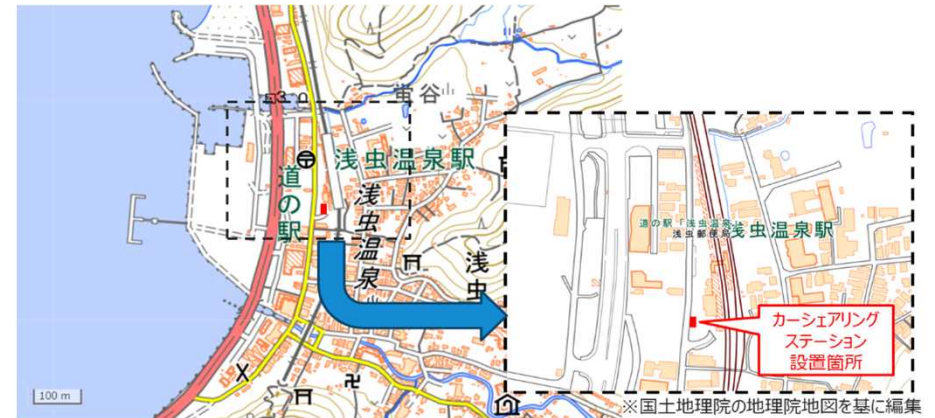 蛍谷
浅虫温泉駅
道の駅
浅虫温泉
浅虫
100 m
道の駅「浅虫温泉」
浅虫郵便局
浅虫温泉駅
カーシェアリング
ステーション
設置箇所
※国土地理院の地理院地図を基に編集